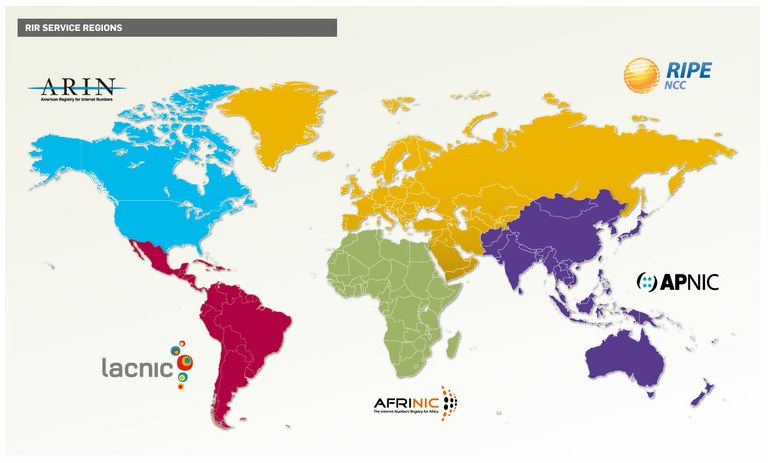 RIR SERVICE REGIONS
ARIN
American Registry for Internet Numbers
RIPE
NCC
APNIC
lacnic
AFRINIC
The Internet Numbers Registry for Africa